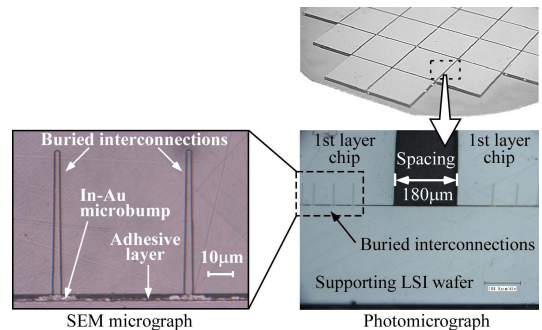 Buried interconnections
In-Au
microbump
Adhesive
layer
10μm
SEM micrograph
1st layer
chip
Spacing
1st layer
chip
180μm
Buried interconnections
Supporting LSI wafer
Photomicrograph